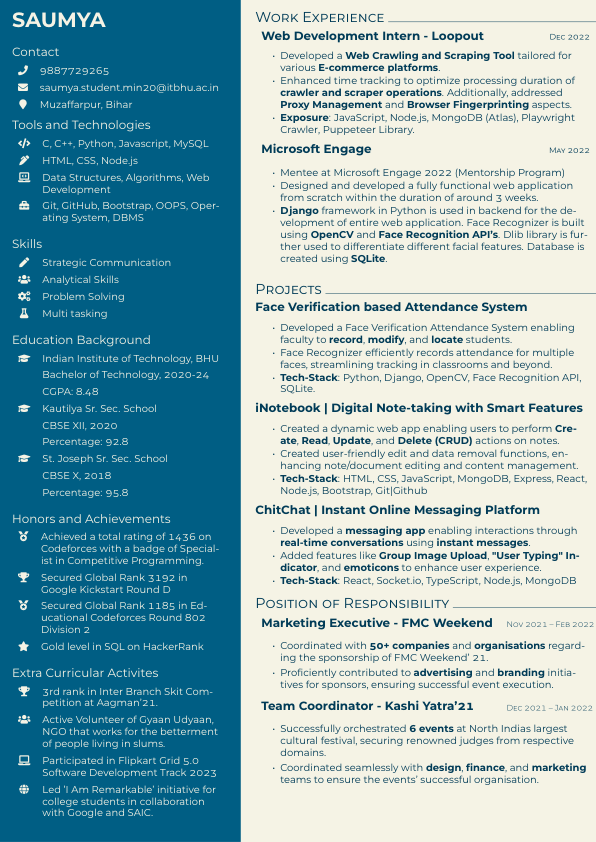 SAUMYA
Contact
9887729265
saumya.student.min20@itbhu.ac.in
Muzaffarpur, Bihar
Tools and Technologies
C, C++, Python, Javascript, MySQL
HTML, CSS, Node.js
Data Structures, Algorithms, Web
Development
Git, GitHub, Bootstrap, OOPS, Oper-
ating System, DBMS
Skills
Strategic Communication
Analytical Skills
Problem Solving
Multi tasking
Education Background
Indian Institute of Technology, BHU
Bachelor of Technology, 2020-24
CGPA: 8.48
Kautilya Sr. Sec. School
CBSE XII, 2020
Percentage: 92.8
St. Joseph Sr. Sec. School
CBSE X, 2018
Percentage: 95.8
Honors and Achievements
Achieved a total rating of 1436 on
Codeforces with a badge of Special-
ist in Competitive Programming.
Secured Global Rank 3192 in
Google Kickstart Round D
Secured Global Rank 1185 in Ed-
ucational Codeforces Round 802
Division 2
Gold level in SQL on HackerRank
Extra Curricular Activites
3rd rank in Inter Branch Skit Com-
petition at Aagman'21.
Active Volunteer of Gyaan Udyaan,
NGO that works for the betterment
of people living in slums.
Participated in Flipkart Grid 5.0
Software Development Track 2023
Led 'I Am Remarkable' initiative for
college students in collaboration
with Google and SAIC.
WORK EXPERIENCE
Web Development Intern - Loopout DEC 2022
• Developed a Web Crawling and Scraping Tool tailored for
various E-commerce platforms.
• Enhanced time tracking to optimize processing duration of
crawler and scraper operations. Additionally, addressed
Proxy Management and Browser Fingerprinting aspects.
• Exposure: JavaScript, Node.js, MongoDB (Atlas), Playwright
Crawler, Puppeteer Library.
Microsoft Engage MAY 2022
• Mentee at Microsoft Engage 2022 (Mentorship Program)
• Designed and developed a fully functional web application
from scratch within the duration of around 3 weeks.
• Django framework in Python is used in backend for the de-
velopment of entire web application. Face Recognizer is built
using OpenCV and Face Recognition API's. Dlib library is fur-
ther used to differentiate different facial features. Database is
created using SQLite.
PROJECTS
Face Verification based Attendance System
• Developed a Face Verification Attendance System enabling
faculty to record, modify, and locate students.
• Face Recognizer efficiently records attendance for multiple
faces, streamlining tracking in classrooms and beyond.
• Tech-Stack: Python, Django, OpenCV, Face Recognition API,
SQLite.
iNotebook | Digital Note-taking with Smart Features
• Created a dynamic web app enabling users to perform Cre-
ate, Read, Update, and Delete (CRUD) actions on notes.
• Created user-friendly edit and data removal functions, en-
hancing note/document editing and content management.
• Tech-Stack: HTML, CSS, JavaScript, MongoDB, Express, React,
Node.js, Bootstrap, Git|Github
ChitChat | Instant Online Messaging Platform
• Developed a messaging app enabling interactions through
real-time conversations using instant messages.
• Added features like Group Image Upload, "User Typing" In-
dicator, and emoticons to enhance user experience.
• Tech-Stack: React, Socket.io, TypeScript, Node.js, MongoDB
POSITION OF RESPONSIBILITY
Marketing Executive - FMC Weekend NOV 2021 – FEB 2022
• Coordinated with 50+ companies and organisations regard-
ing the sponsorship of FMC Weekend' 21.
• Proficiently contributed to advertising and branding initia-
tives for sponsors, ensuring successful event execution.
Team Coordinator - Kashi Yatra'21 DEC 2021 – JAN 2022
• Successfully orchestrated 6 events at North Indias largest
cultural festival, securing renowned judges from respective
domains.
• Coordinated seamlessly with design, finance, and marketing
teams to ensure the events' successful organisation.